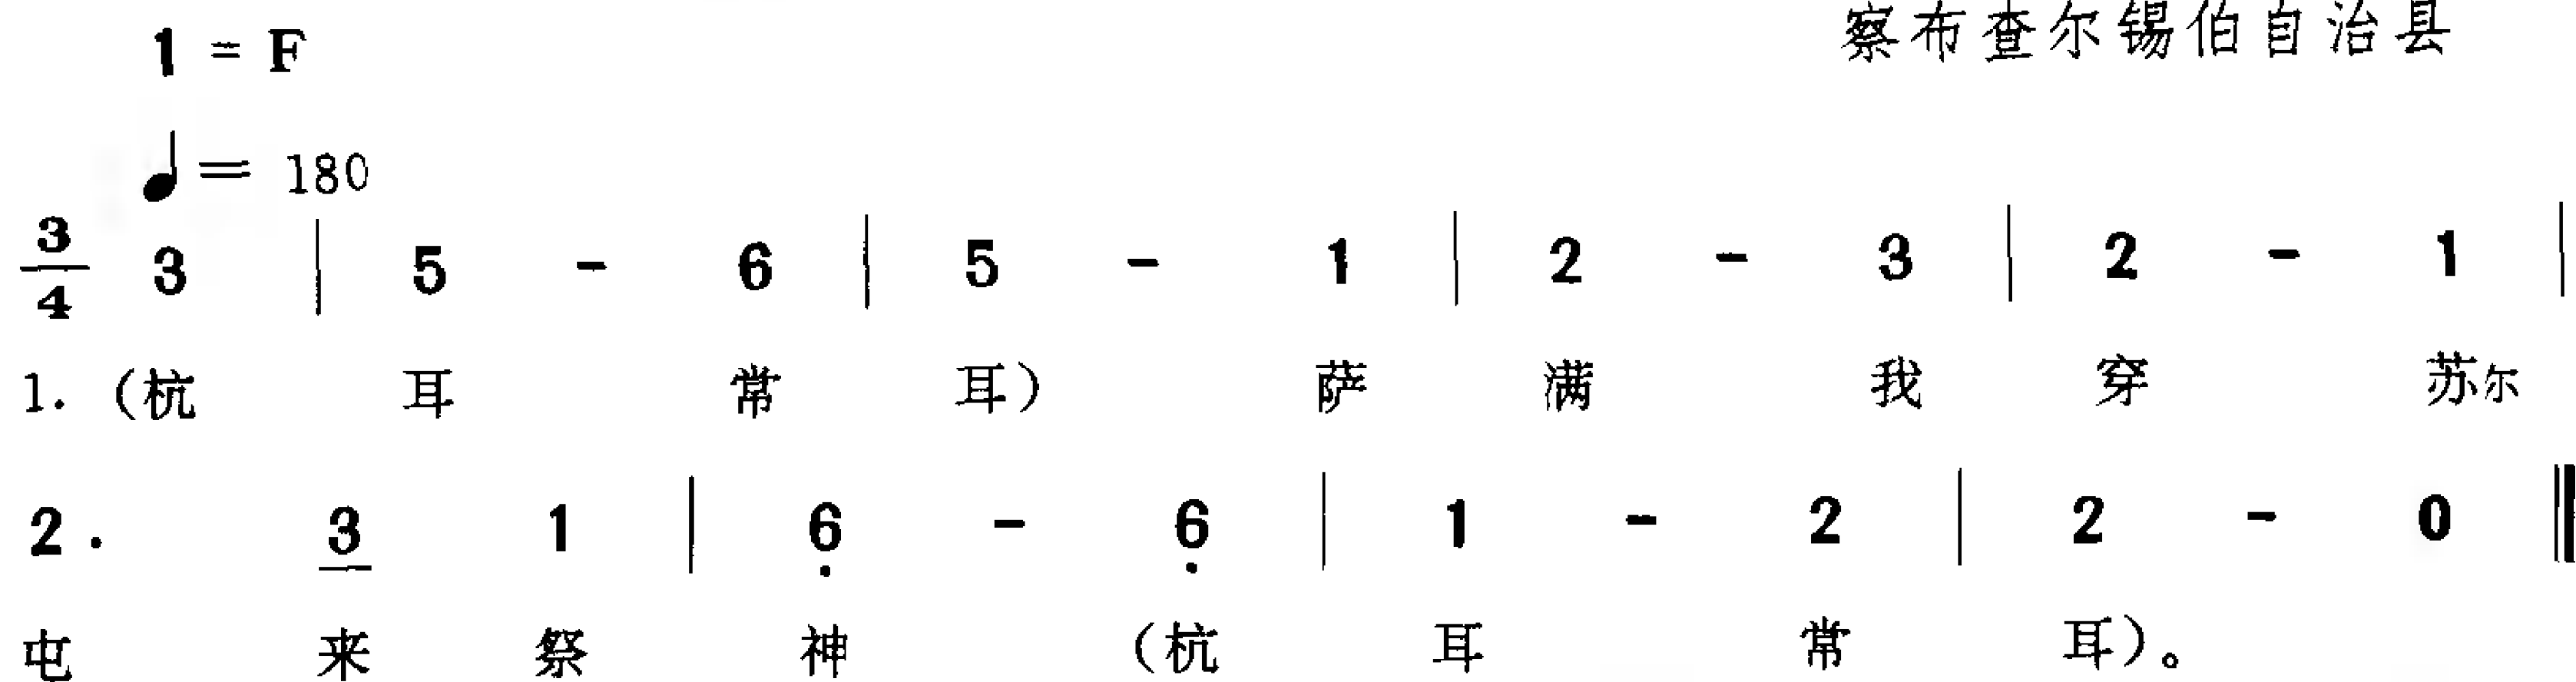 1 = F 察布查尔锡伯自治县
♩= 180
3/4 3 | 5 - 6 | 5 - 1 | 2 - 3 | 2 - 1 |
1.（杭 耳 常 耳） 萨 满 我 穿 苏尔
2. 3 1 | 6̣ - 6̣ | 1 - 2 | 2 - 0 ‖
屯 来 祭 神 （杭 耳 常 耳）。